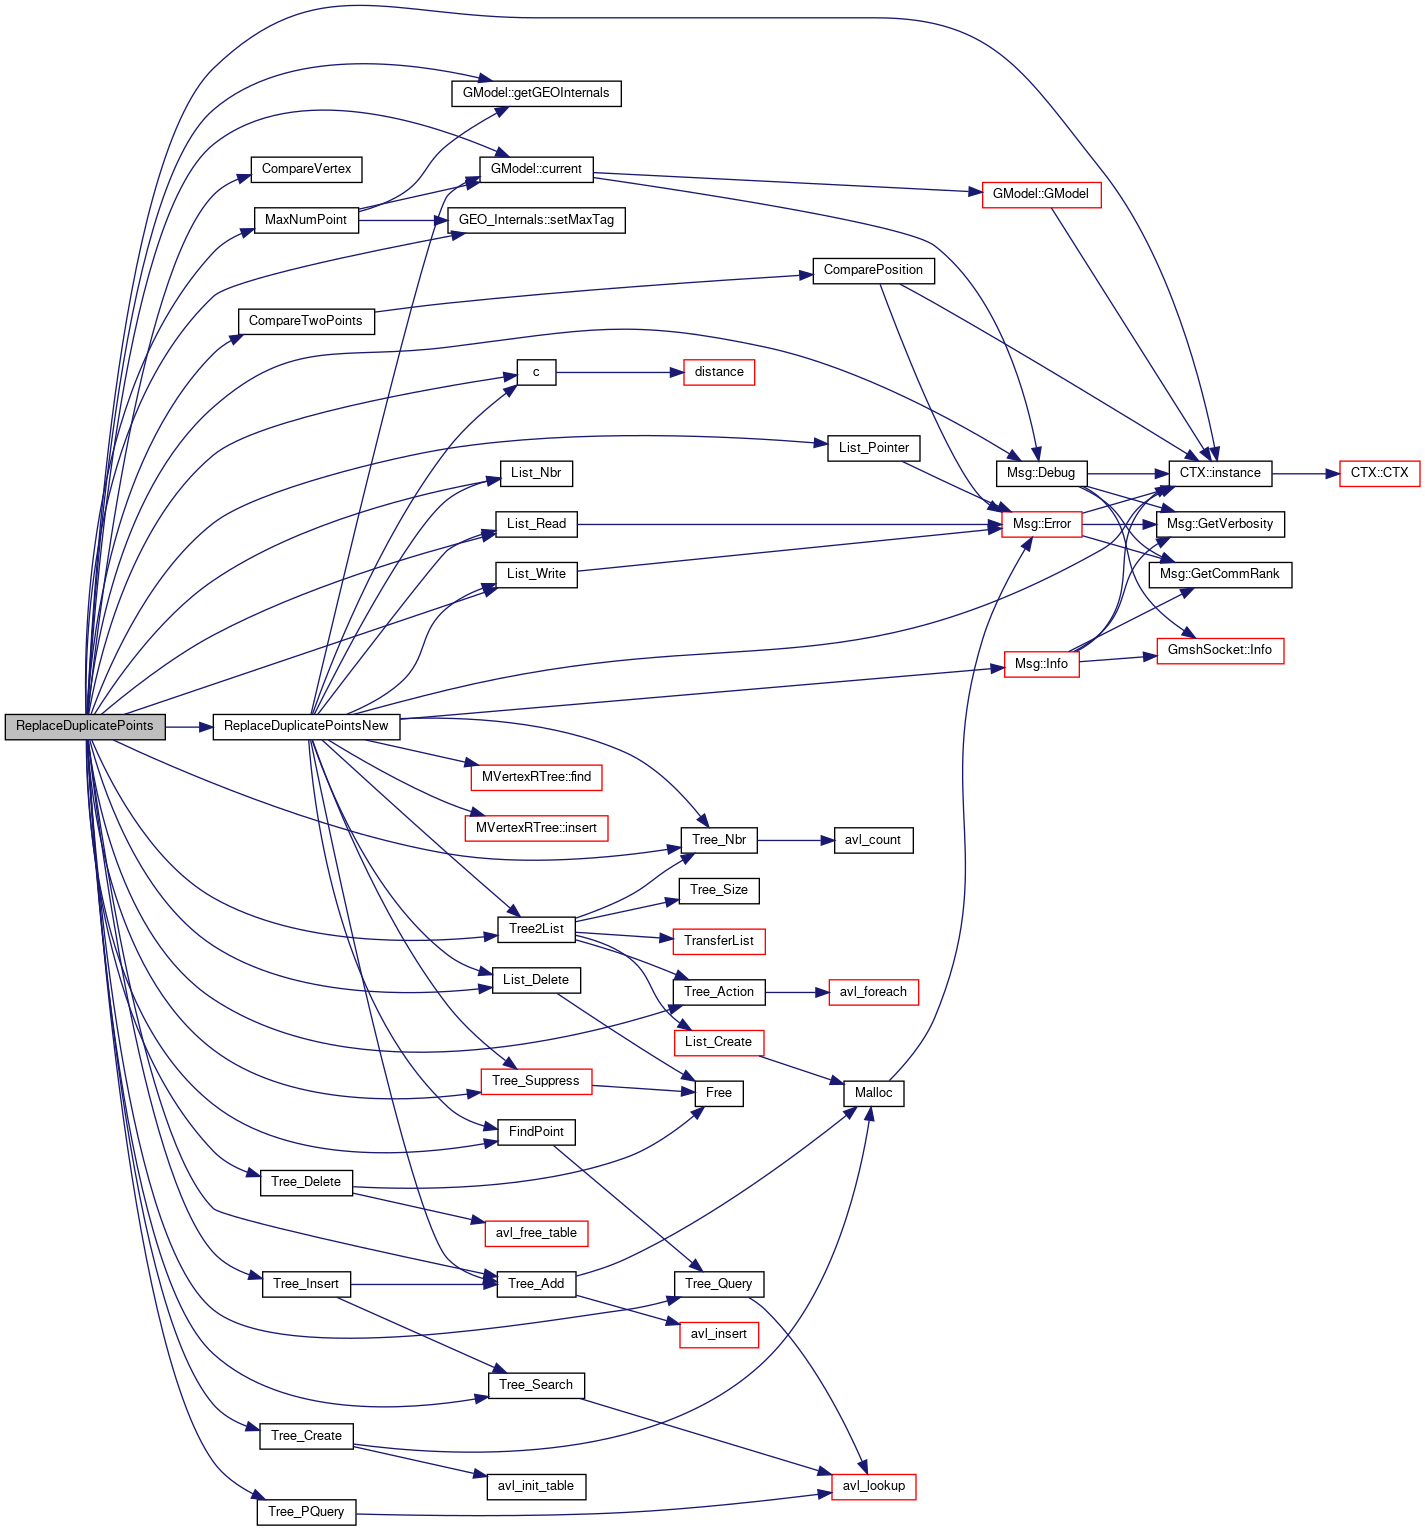 GModel::getGEOInternals
CompareVertex
GModel::current
GModel::GModel
MaxNumPoint
GEO_Internals::setMaxTag
ComparePosition
CompareTwoPoints
c
distance
List_Pointer
List_Nbr
Msg::Debug
CTX::instance
CTX::CTX
List_Read
Msg::Error
Msg::GetVerbosity
List_Write
Msg::GetCommRank
Msg::Info
GmshSocket::Info
ReplaceDuplicatePoints
ReplaceDuplicatePointsNew
MVertexRTree::find
MVertexRTree::insert
Tree_Nbr
avl_count
Tree_Size
Tree2List
TransferList
List_Delete
Tree_Action
avl_foreach
List_Create
Tree_Suppress
Free
Malloc
FindPoint
Tree_Delete
avl_free_table
Tree_Insert
Tree_Add
Tree_Query
avl_insert
Tree_Search
Tree_Create
avl_init_table
avl_lookup
Tree_PQuery